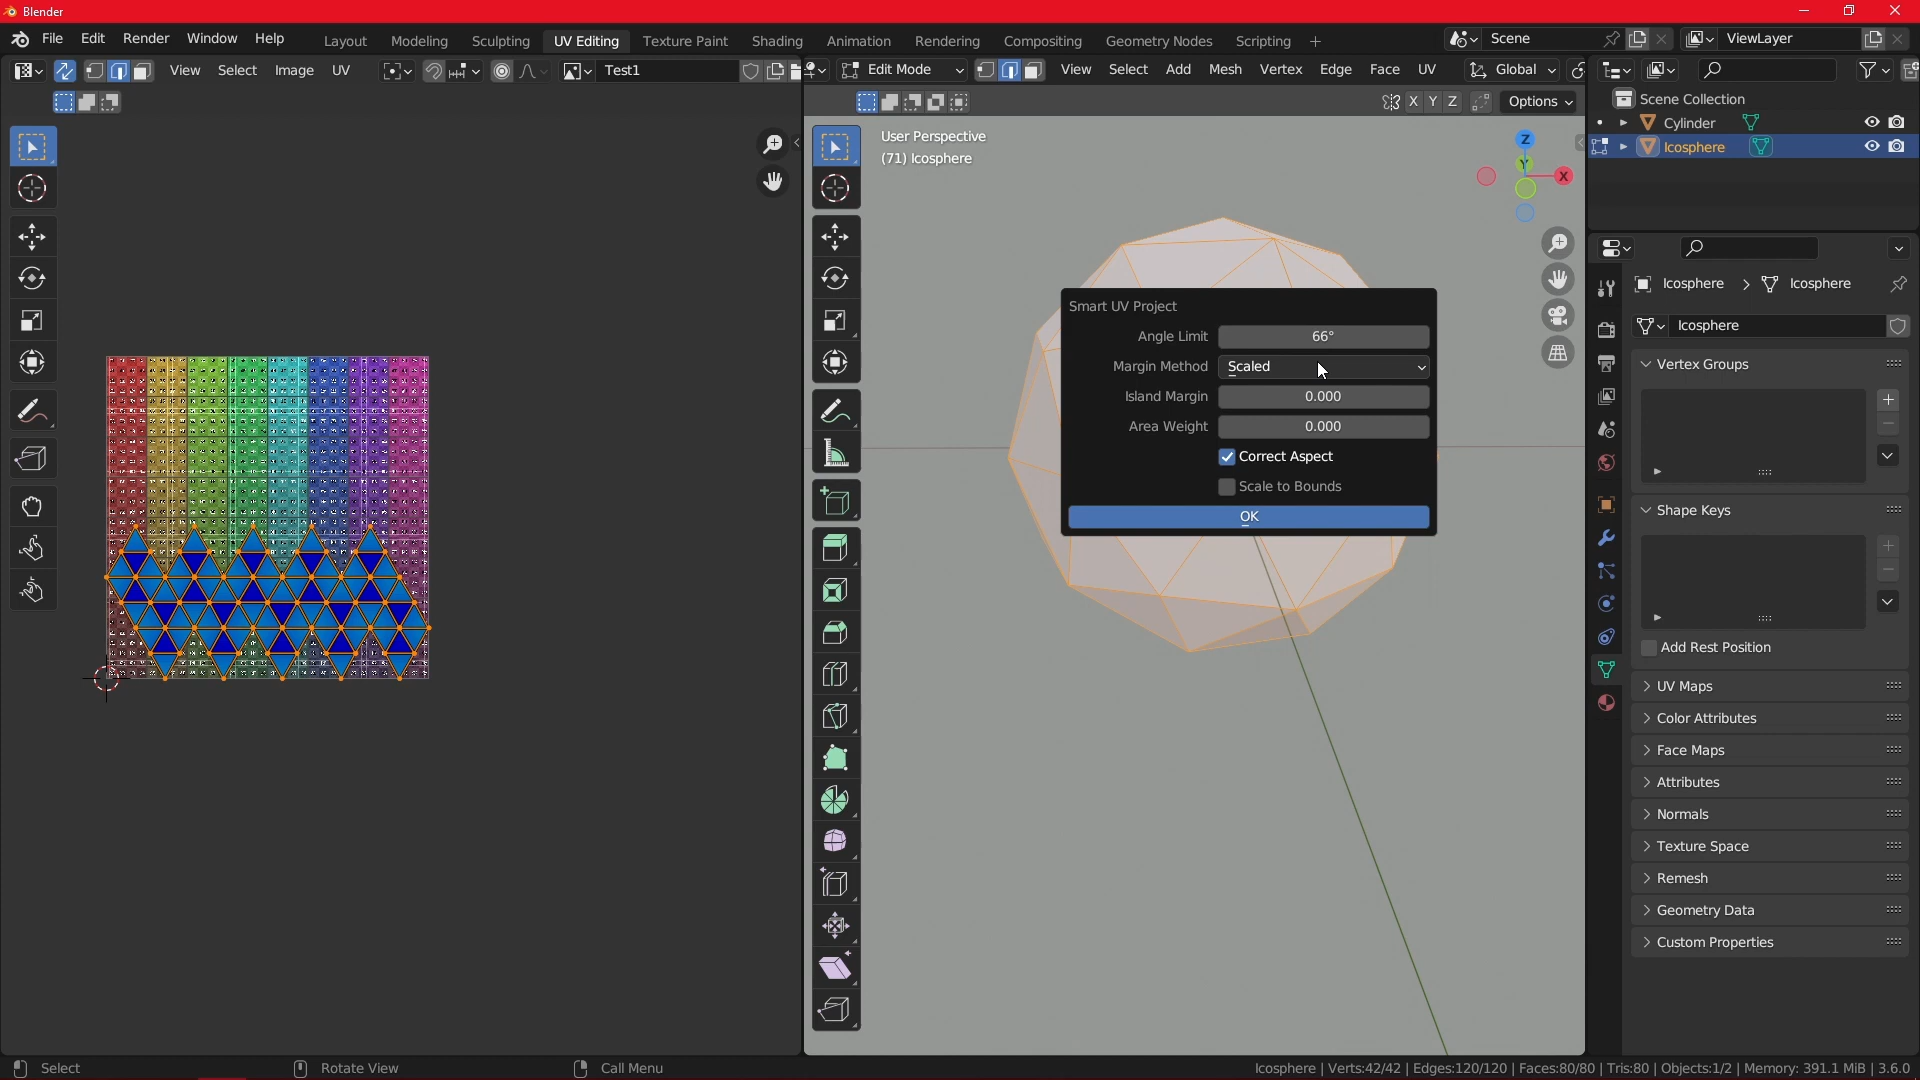 Blender
File Edit Render Window Help Layout Modeling Sculpting UV Editing Texture Paint Shading Animation Rendering Compositing Geometry Nodes Scripting + Scene ViewLayer
View Select Image UV Test1 Edit Mode View Select Add Mesh Vertex Edge Face UV Global
X Y Z Options
Scene Collection
Cylinder
Icosphere
User Perspective
(71) Icosphere
Z
Y
X
Smart UV Project
Angle Limit 66°
Margin Method Scaled
Island Margin 0.000
Area Weight 0.000
Correct Aspect
Scale to Bounds
OK
Icosphere > Icosphere
Icosphere
Vertex Groups
Shape Keys
Add Rest Position
UV Maps
Color Attributes
Face Maps
Attributes
Normals
Texture Space
Remesh
Geometry Data
Custom Properties
Select Rotate View Call Menu Icosphere | Verts:42/42 | Edges:120/120 | Faces:80/80 | Tris:80 | Objects:1/2 | Memory: 391.1 MiB | 3.6.0